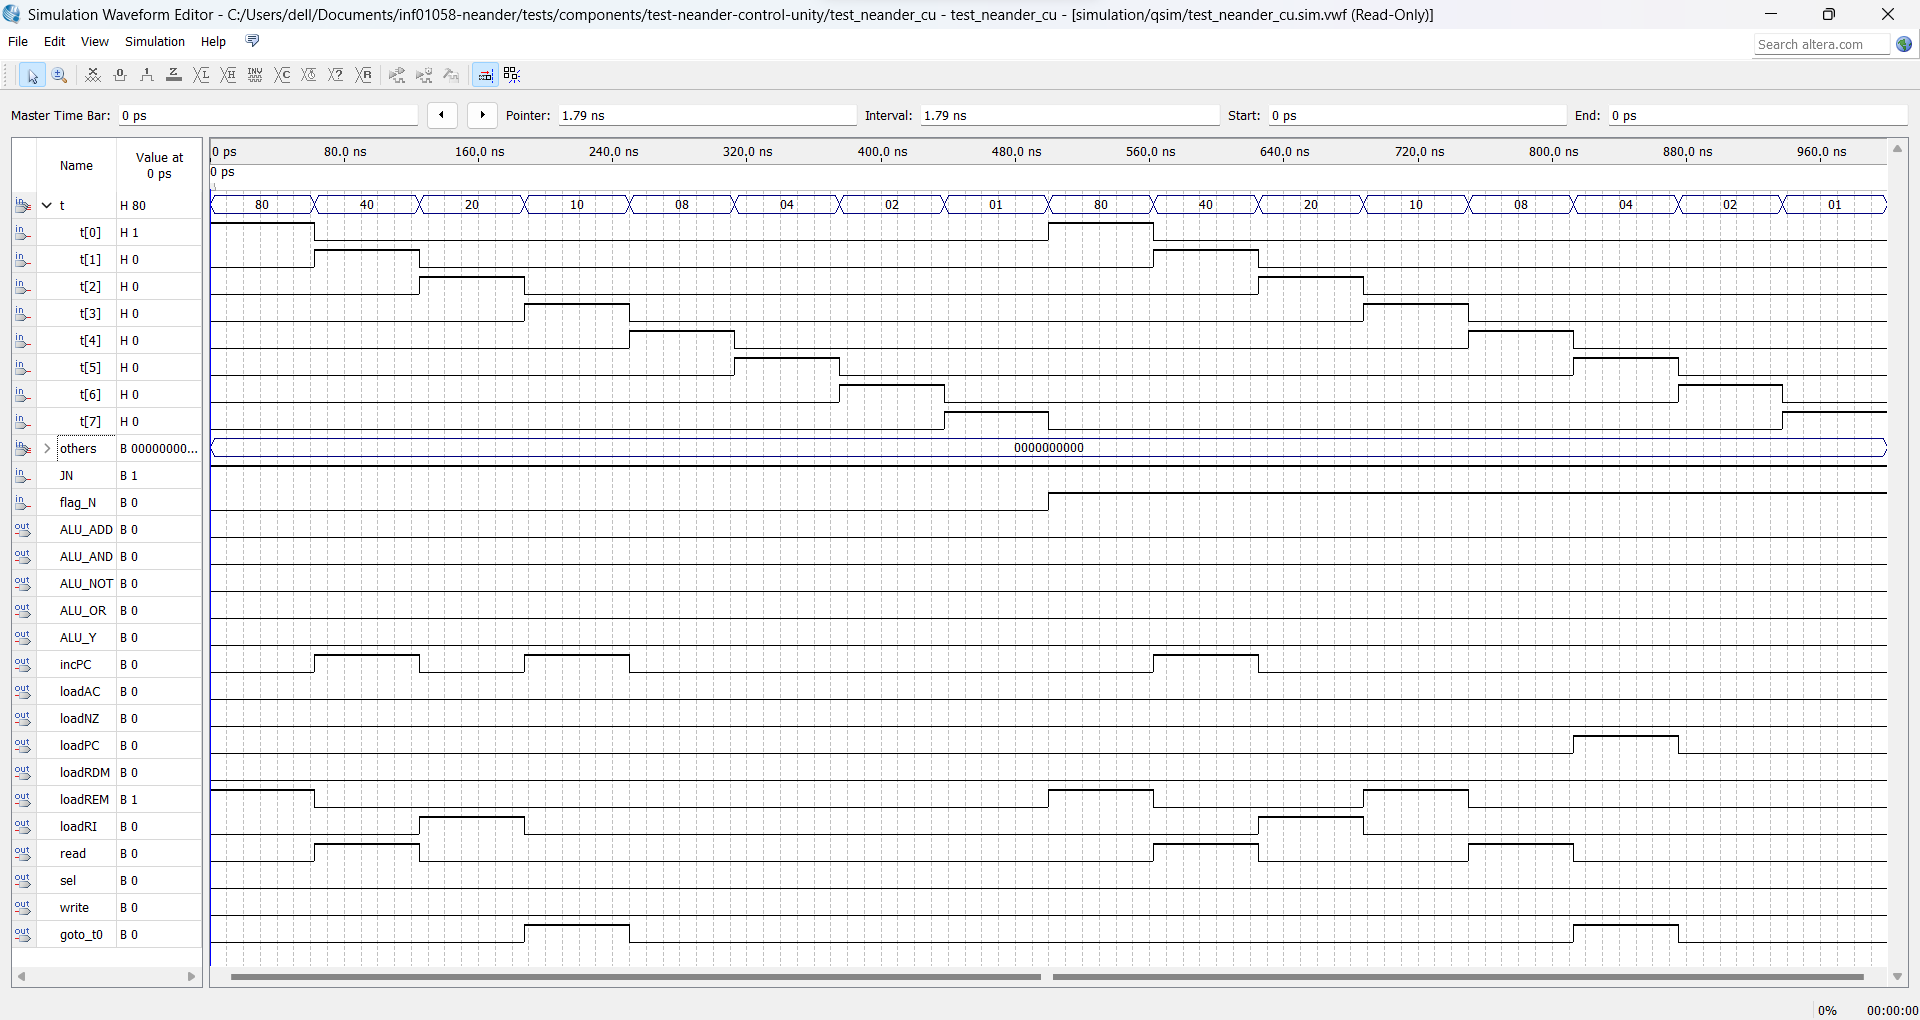 Simulation Waveform Editor - C:/Users/dell/Documents/inf01058-neander/tests/components/test-neander-control-unity/test_neander_cu - test_neander_cu - [simulation/qsim/test_neander_cu.sim.vwf (Read-Only)]
File Edit View Simulation Help
Search altera.com
Master Time Bar: 0 ps Pointer: 1.79 ns Interval: 1.79 ns Start: 0 ps End: 0 ps
Name Value at 0 ps
0 ps 80.0 ns 160.0 ns 240.0 ns 320.0 ns 400.0 ns 480.0 ns 560.0 ns 640.0 ns 720.0 ns 800.0 ns 880.0 ns 960.0 ns
0 ps
t H 80 80 40 20 10 08 04 02 01 80 40 20 10 08 04 02 01
t[0] H 1
t[1] H 0
t[2] H 0
t[3] H 0
t[4] H 0
t[5] H 0
t[6] H 0
t[7] H 0
others B 00000000... 0000000000
JN B 1
flag_N B 0
ALU_ADD B 0
ALU_AND B 0
ALU_NOT B 0
ALU_OR B 0
ALU_Y B 0
incPC B 0
loadAC B 0
loadNZ B 0
loadPC B 0
loadRDM B 0
loadREM B 1
loadRI B 0
read B 0
sel B 0
write B 0
goto_t0 B 0
0% 00:00:00